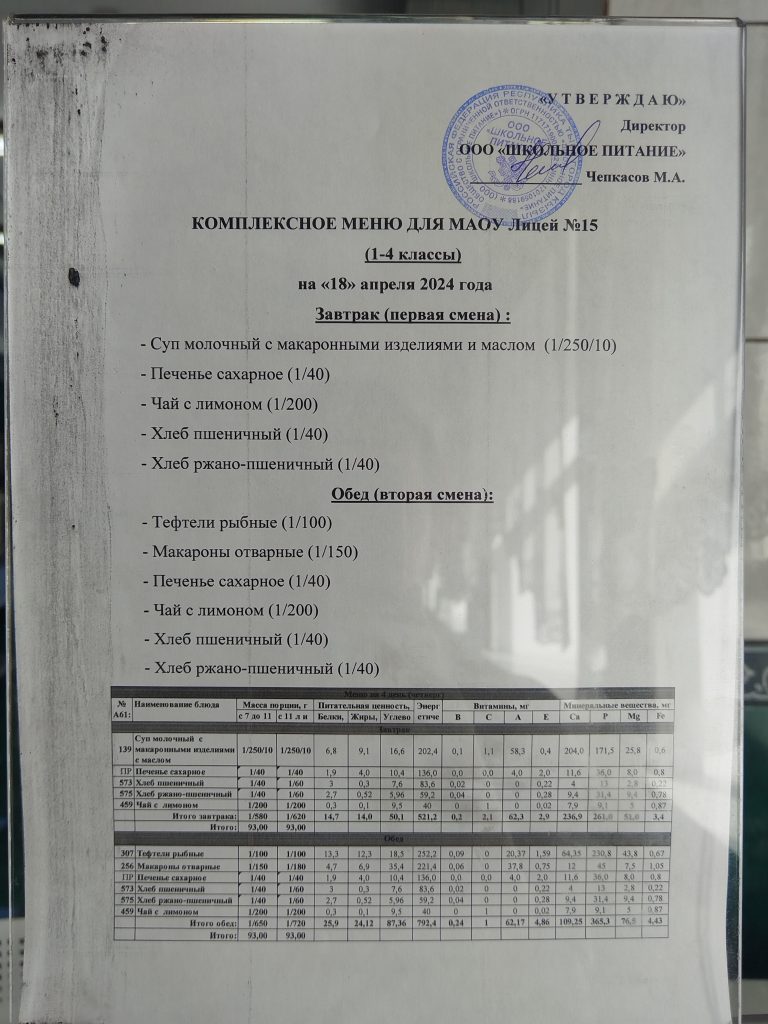 «У Т В Е Р Ж Д А Ю»
Директор
ООО «ШКОЛЬНОЕ ПИТАНИЕ»
Чепкасов М.А.
КОМПЛЕКСНОЕ МЕНЮ ДЛЯ МАОУ Лицей №15
(1-4 классы)
на «18» апреля 2024 года
Завтрак (первая смена) :
- Суп молочный с макаронными изделиями и маслом (1/250/10)
- Печенье сахарное (1/40)
- Чай с лимоном (1/200)
- Хлеб пшеничный (1/40)
- Хлеб ржано-пшеничный (1/40)
Обед (вторая смена):
- Тефтели рыбные (1/100)
- Макароны отварные (1/150)
- Печенье сахарное (1/40)
- Чай с лимоном (1/200)
- Хлеб пшеничный (1/40)
- Хлеб ржано-пшеничный (1/40)
Меню на 4 день (четверг)
№ Наименование блюда Масса порции, г Питательная ценность, Энерг Витамины, мг Минеральные вещества, мг
А61: с 7 до 11 с 11 л и Белки, Жиры, Углево етиче B C A E Ca P Mg Fe
Завтрак
139 Суп молочный с макаронными изделиями с маслом 1/250/10 1/250/10 6,8 9,1 16,6 202,4 0,1 1,1 58,3 0,4 204,0 171,5 25,8 0,6
ПР Печенье сахарное 1/40 1/40 1,9 4,0 10,4 136,0 0,0 0,0 4,0 2,0 11,6 36,0 8,0 0,8
573 Хлеб пшеничный 1/40 1/60 3 0,3 7,6 83,6 0,02 0 0 0,22 4 13 2,8 0,22
575 Хлеб ржано-пшеничный 1/40 1/60 2,7 0,52 5,96 59,2 0,04 0 0 0,28 9,4 31,4 9,4 0,78
459 Чай с лимоном 1/200 1/200 0,3 0,1 9,5 40 0 1 0 0,02 7,9 9,1 5 0,87
Итого завтрака: 1/580 1/620 14,7 14,0 50,1 521,2 0,2 2,1 62,3 2,9 236,9 261,0 51,0 3,4
Итого: 93,00 93,00
Обед
307 Тефтели рыбные 1/100 1/100 13,3 12,3 18,5 252,2 0,09 0 20,37 1,59 64,35 230,8 43,8 0,67
256 Макароны отварные 1/150 1/180 4,7 6,9 35,4 221,4 0,06 0 37,8 0,75 12 45 7,5 1,05
ПР Печенье сахарное 1/40 1/40 1,9 4,0 10,4 136,0 0,0 0,0 4,0 2,0 11,6 36,0 8,0 0,8
573 Хлеб пшеничный 1/40 1/60 3 0,3 7,6 83,6 0,02 0 0 0,22 4 13 2,8 0,22
575 Хлеб ржано-пшеничный 1/40 1/60 2,7 0,52 5,96 59,2 0,04 0 0 0,28 9,4 31,4 9,4 0,78
459 Чай с лимоном 1/200 1/200 0,3 0,1 9,5 40 0 1 0 0,02 7,9 9,1 5 0,87
Итого обед: 1/650 1/720 25,9 24,12 87,36 792,4 0,24 1 62,17 4,86 109,25 365,3 76,5 4,43
Итого: 93,00 93,00